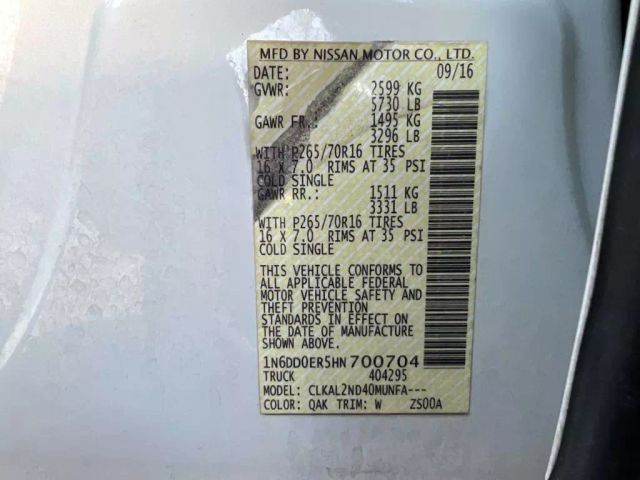 MFD BY NISSAN MOTOR CO., LTD.
DATE: 09/16
GVWR: 2599 KG
5730 LB
GAWR FR.: 1495 KG
3296 LB
WITH P265/70R16 TIRES
16 X 7.0 RIMS AT 35 PSI
COLD SINGLE
GAWR RR.: 1511 KG
3331 LB
WITH P265/70R16 TIRES
16 X 7.0 RIMS AT 35 PSI
COLD SINGLE
THIS VEHICLE CONFORMS TO
ALL APPLICABLE FEDERAL
MOTOR VEHICLE SAFETY AND
THEFT PREVENTION
STANDARDS IN EFFECT ON
THE DATE OF MANUFACTURE
SHOWN ABOVE.
1N6DD0ER5HN700704
TRUCK 404295
MODEL: CLKAL2ND40MUNFA---
COLOR: QAK TRIM: W ZS00A